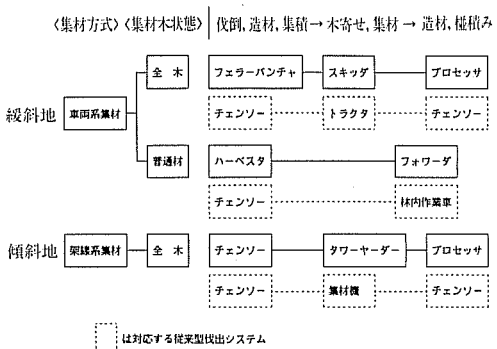 〈集材方式〉〈集材木状態〉 伐倒, 造材, 集積→木寄せ, 集材→造材, 椪積み
全木 フェラーバンチャ スキッダ プロセッサ
緩斜地 車両系集材 チェンソー トラクタ チェンソー
普通材 ハーベスタ フォワーダ
チェンソー 林内作業車
傾斜地 架線系集材 全木 チェンソー タワーヤーダー プロセッサ
チェンソー 集材機 チェンソー
は対応する従来型伐出システム